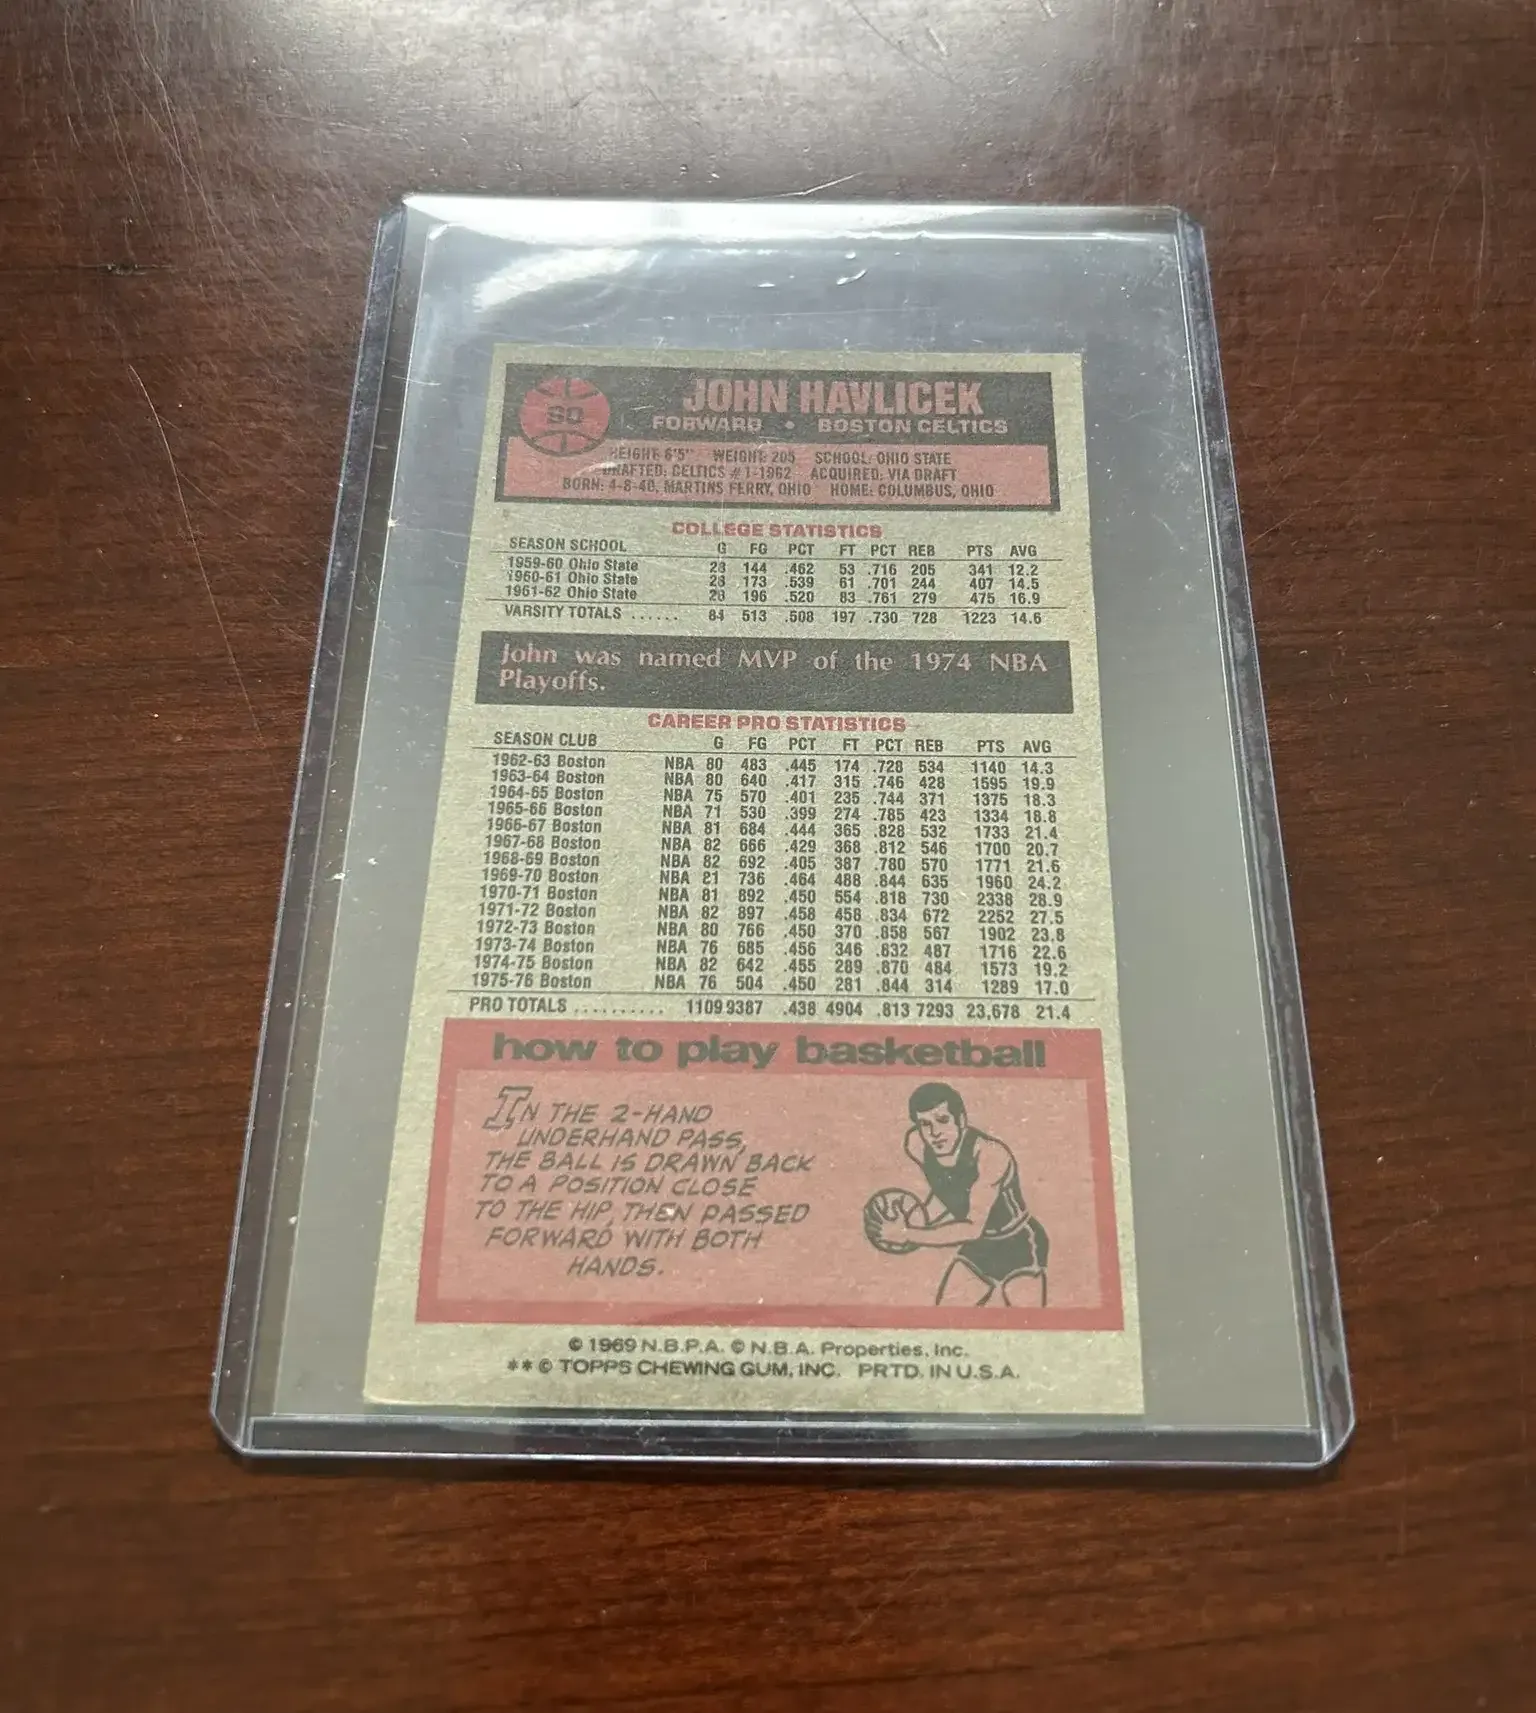 90
JOHN HAVLICEK
FORWARD • BOSTON CELTICS
HEIGHT: 6'5" WEIGHT: 205 SCHOOL: OHIO STATE
DRAFTED: CELTICS #1-1962 ACQUIRED: VIA DRAFT
BORN: 4-8-40, MARTINS FERRY, OHIO HOME: COLUMBUS, OHIO
COLLEGE STATISTICS
SEASON SCHOOL G FG PCT FT PCT REB PTS AVG
1959-60 Ohio State 28 144 .462 53 .716 205 341 12.2
1960-61 Ohio State 28 173 .539 61 .701 244 407 14.5
1961-62 Ohio State 28 196 .520 83 .761 279 475 16.9
VARSITY TOTALS ...... 84 513 .508 197 .730 728 1223 14.6
John was named MVP of the 1974 NBA
Playoffs.
CAREER PRO STATISTICS
SEASON CLUB G FG PCT FT PCT REB PTS AVG
1962-63 Boston NBA 80 483 .445 174 .728 534 1140 14.3
1963-64 Boston NBA 80 640 .417 315 .746 428 1595 19.9
1964-65 Boston NBA 75 570 .401 235 .744 371 1375 18.3
1965-66 Boston NBA 71 530 .399 274 .785 423 1334 18.8
1966-67 Boston NBA 81 684 .444 365 .828 532 1733 21.4
1967-68 Boston NBA 82 666 .429 368 .812 546 1700 20.7
1968-69 Boston NBA 82 692 .405 387 .780 570 1771 21.6
1969-70 Boston NBA 81 736 .464 488 .844 635 1960 24.2
1970-71 Boston NBA 81 892 .450 554 .818 730 2338 28.9
1971-72 Boston NBA 82 897 .458 458 .834 672 2252 27.5
1972-73 Boston NBA 80 766 .450 370 .858 567 1902 23.8
1973-74 Boston NBA 76 685 .456 346 .832 487 1716 22.6
1974-75 Boston NBA 82 642 .455 289 .870 484 1573 19.2
1975-76 Boston NBA 76 504 .450 281 .844 314 1289 17.0
PRO TOTALS .......... 1109 9387 .438 4904 .813 7293 23,678 21.4
how to play basketball
IN THE 2-HAND
UNDERHAND PASS,
THE BALL IS DRAWN BACK
TO A POSITION CLOSE
TO THE HIP, THEN PASSED
FORWARD WITH BOTH
HANDS.
© 1969 N.B.P.A. © N.B.A. Properties, Inc.
** © TOPPS CHEWING GUM, INC. PRTD. IN U.S.A.